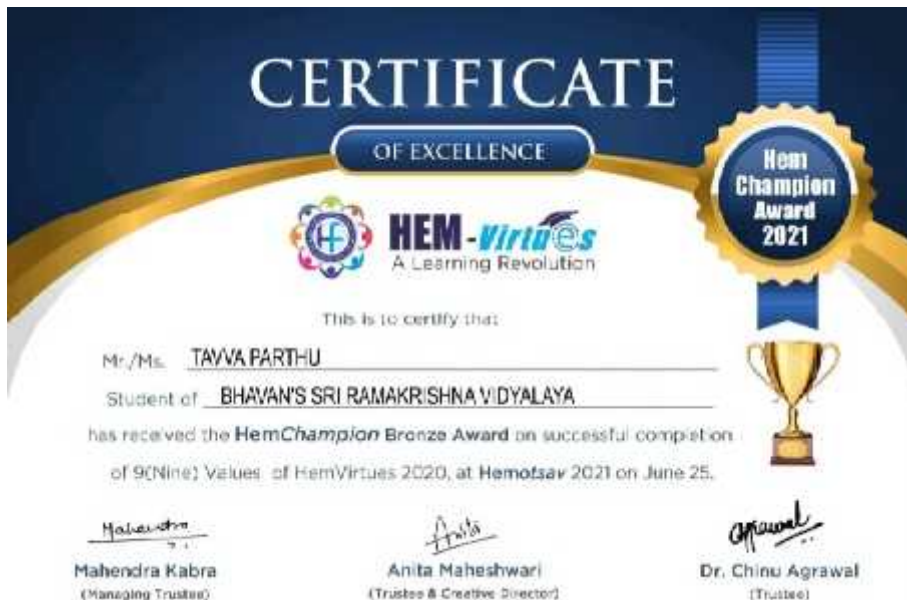 CERTIFICATE
OF EXCELLENCE
Hem
Champion
Award
2021
HEM-Virtues
A Learning Revolution
This is to certify that
Mr./Ms. TAVVA PARTHU
Student of BHAVAN'S SRI RAMAKRISHNA VIDYALAYA
has received the HemChampion Bronze Award on successful completion
of 9(Nine) Values of HemVirtues 2020, at Hemotsav 2021 on June 25.
Mahendra
Anita
Agrawal
Mahendra Kabra
Anita Maheshwari
Dr. Chinu Agrawal
(Managing Trustee)
(Trustee & Creative Director)
(Trustee)